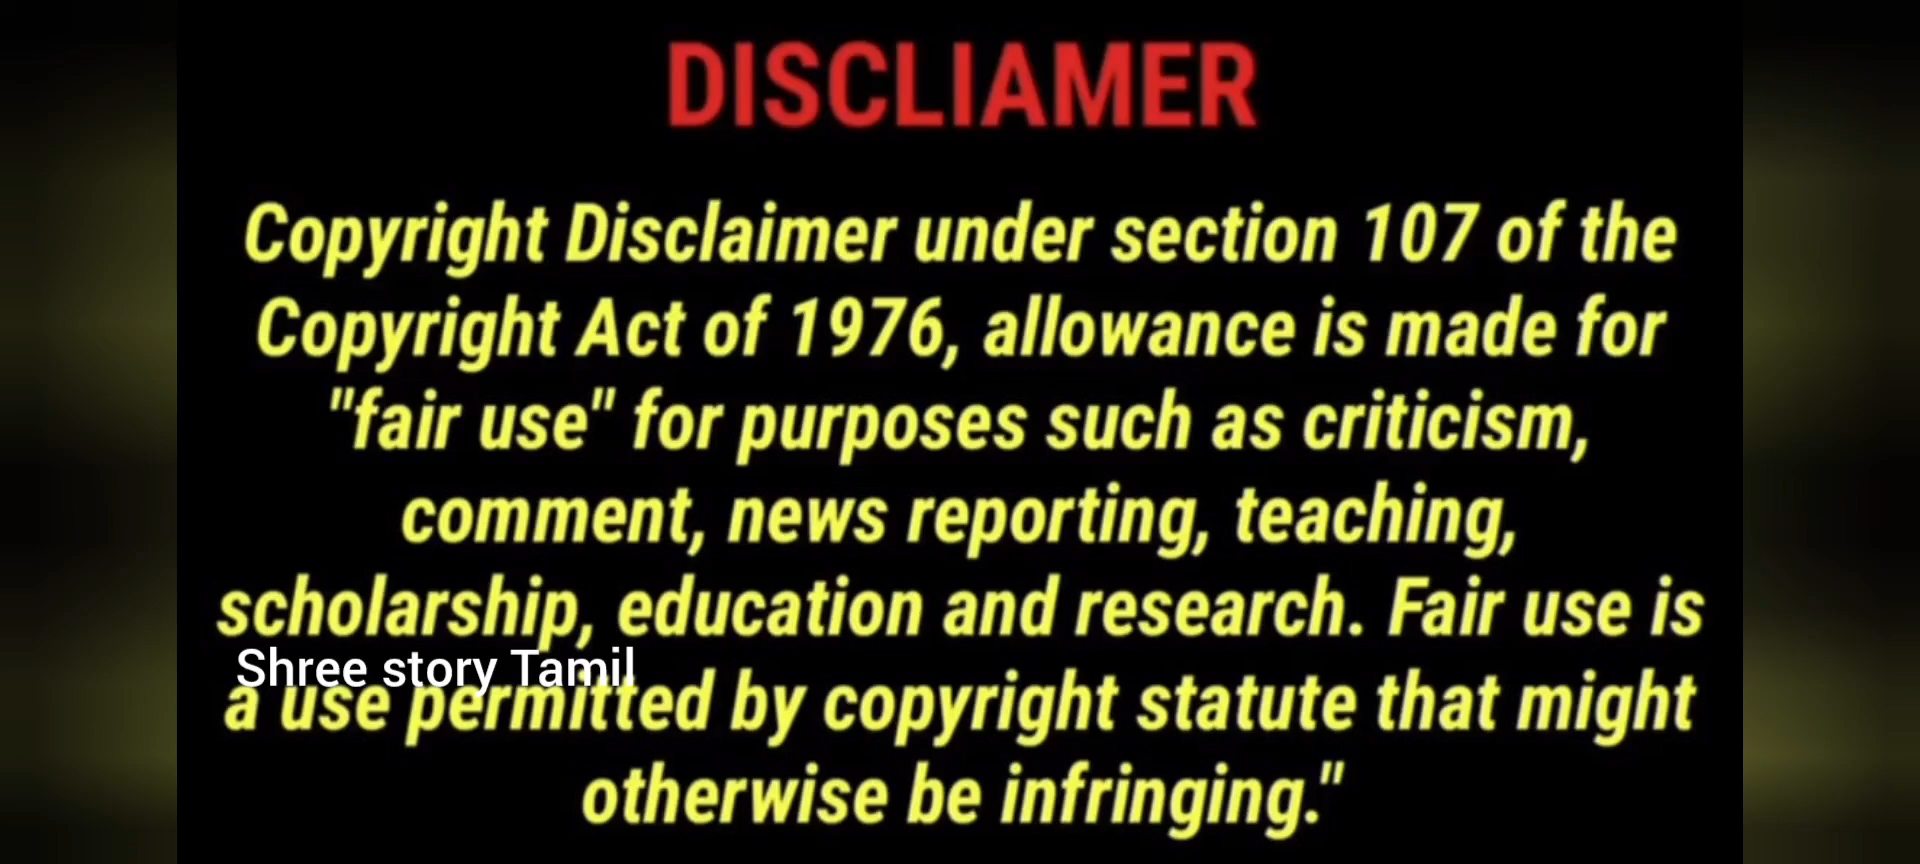 DISCLIAMER
Copyright Disclaimer under section 107 of the
Copyright Act of 1976, allowance is made for
"fair use" for purposes such as criticism,
comment, news reporting, teaching,
scholarship, education and research. Fair use is
Shree story Tamil
a use permitted by copyright statute that might
otherwise be infringing."